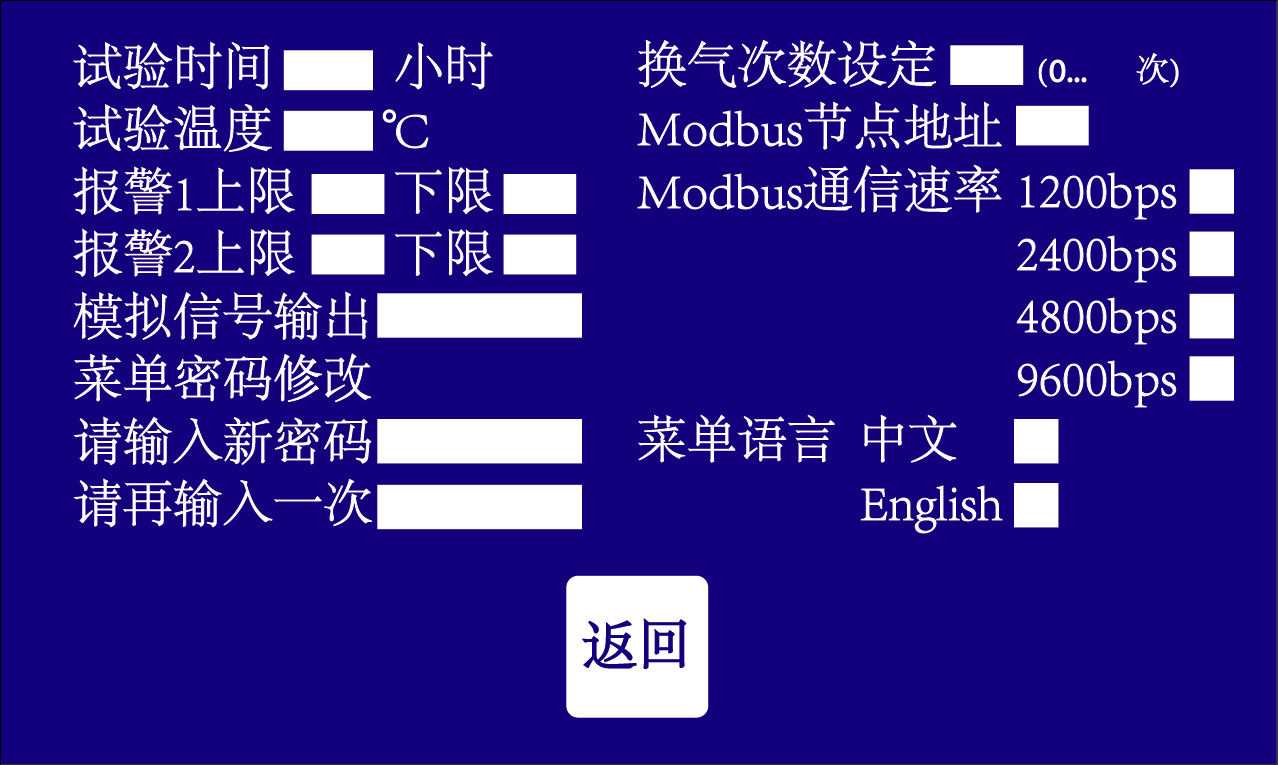 试验时间 小时
试验温度 ℃
报警1上限 下限
报警2上限 下限
模拟信号输出
菜单密码修改
请输入新密码
请再输入一次
换气次数设定 (0... 次)
Modbus节点地址
Modbus通信速率 1200bps
2400bps
4800bps
9600bps
菜单语言 中文
English
返回